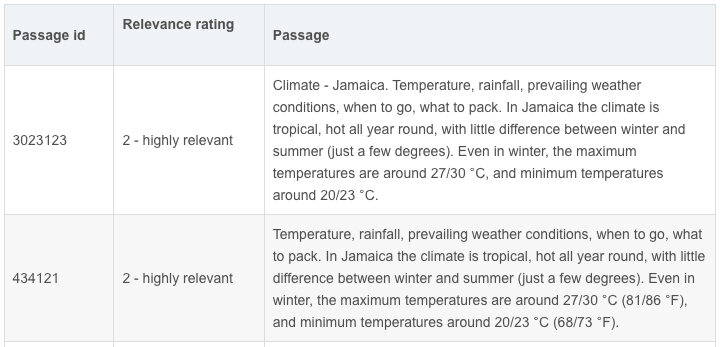 Passage id
Relevance rating
Passage
3023123
2 - highly relevant
Climate - Jamaica. Temperature, rainfall, prevailing weather
conditions, when to go, what to pack. In Jamaica the climate is
tropical, hot all year round, with little difference between winter and
summer (just a few degrees). Even in winter, the maximum
temperatures are around 27/30 °C, and minimum temperatures
around 20/23 °C.
434121
2 - highly relevant
Temperature, rainfall, prevailing weather conditions, when to go, what
to pack. In Jamaica the climate is tropical, hot all year round, with little
difference between winter and summer (just a few degrees). Even in
winter, the maximum temperatures are around 27/30 °C (81/86 °F),
and minimum temperatures around 20/23 °C (68/73 °F).